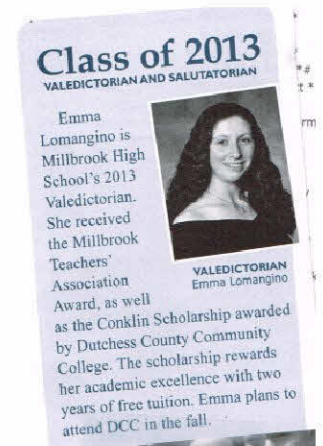 Class of 2013
VALEDICTORIAN AND SALUTATORIAN
Emma
Lomangino is
Millbrook High
School's 2013
Valedictorian.
She received
the Millbrook
Teachers'
Association
Award, as well
VALEDICTORIAN
Emma Lomangino
as the Conklin Scholarship awarded
by Dutchess County Community
College. The scholarship rewards
her academic excellence with two
years of free tuition. Emma plans to
attend DCC in the fall.